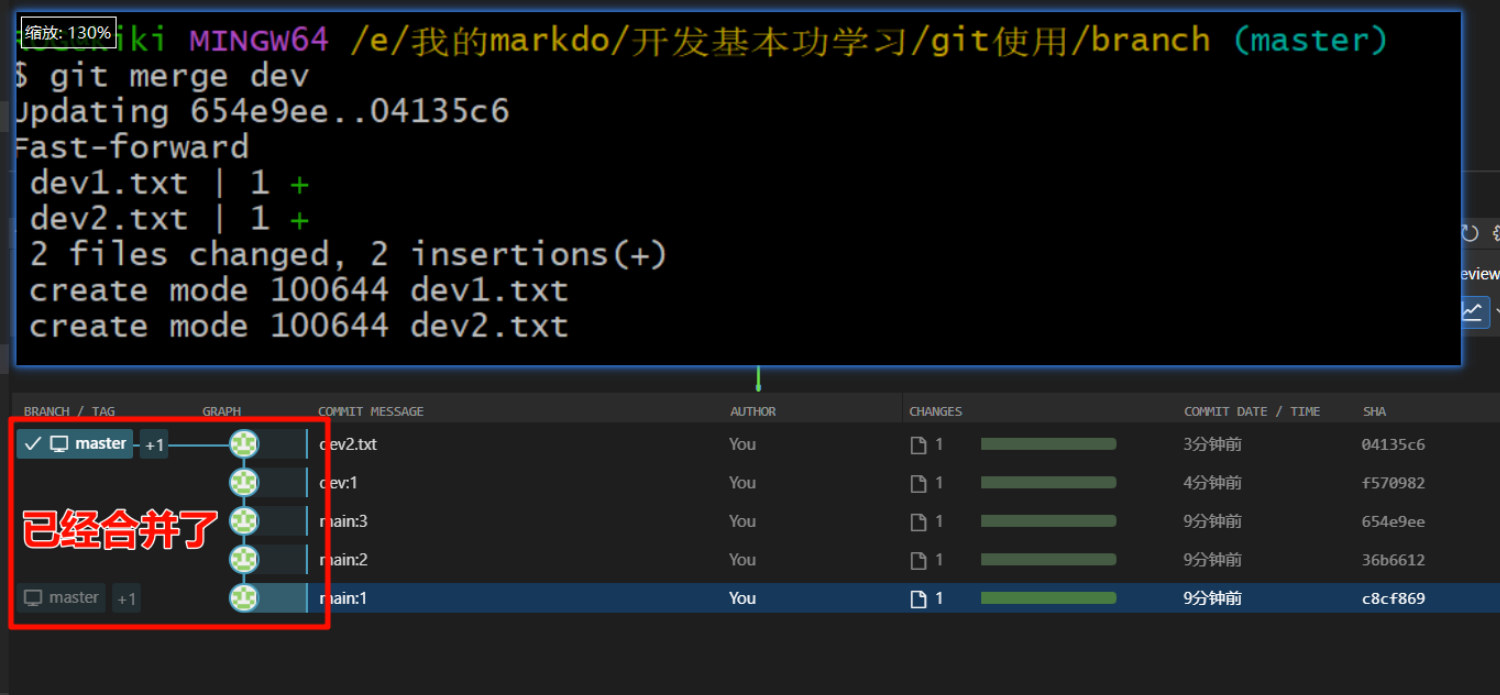 缩放: 130%
kiki MINGW64 /e/我的markdo/开发基本功学习/git使用/branch (master)
$ git merge dev
Updating 654e9ee..04135c6
Fast-forward
dev1.txt | 1 +
dev2.txt | 1 +
2 files changed, 2 insertions(+)
create mode 100644 dev1.txt
create mode 100644 dev2.txt
eview
BRANCH / TAG GRAPH COMMIT MESSAGE AUTHOR CHANGES COMMIT DATE / TIME SHA
master +1 dev2.txt You 1 3分钟前 04135c6
dev:1 You 1 4分钟前 f570982
已经合并了
main:3 You 1 9分钟前 654e9ee
main:2 You 1 9分钟前 36b6612
master +1 main:1 You 1 9分钟前 c8cf869